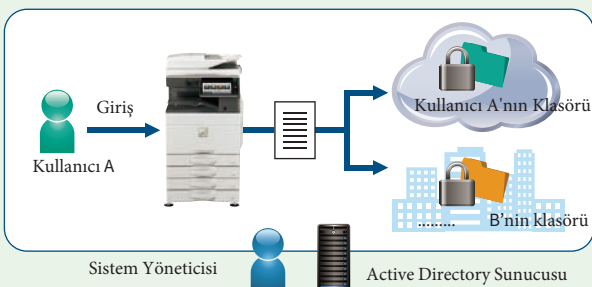 Giriş
Kullanıcı A
Kullanıcı A'nın Klasörü
......... B'nin klasörü
Sistem Yöneticisi
Active Directory Sunucusu